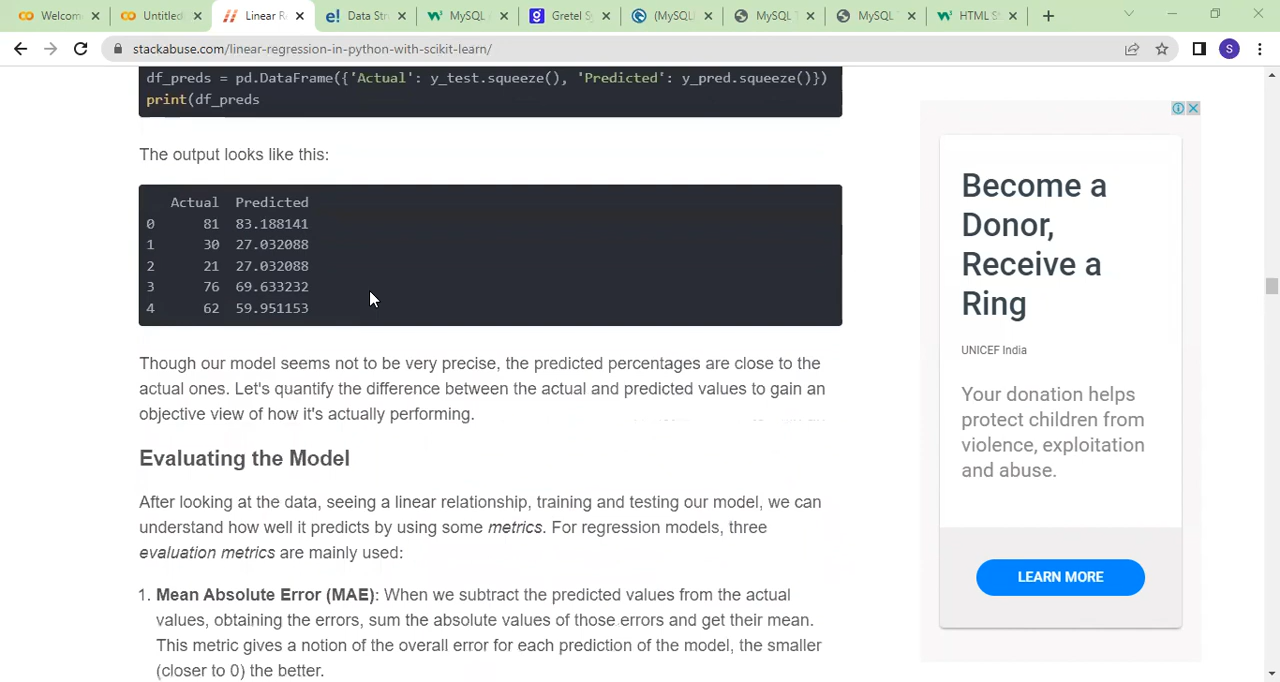 Welcom
Untitled
Linear R
Data Str
MySQL
Gretel Sy
(MySQL
MySQL
MySQL
HTML S
stackabuse.com/linear-regression-in-python-with-scikit-learn/
S
df_preds = pd.DataFrame({'Actual': y_test.squeeze(), 'Predicted': y_pred.squeeze()})
print(df_preds
The output looks like this:
Actual Predicted
0 81 83.188141
1 30 27.032088
2 21 27.032088
3 76 69.633232
4 62 59.951153
Though our model seems not to be very precise, the predicted percentages are close to the
actual ones. Let's quantify the difference between the actual and predicted values to gain an
objective view of how it's actually performing.
Evaluating the Model
After looking at the data, seeing a linear relationship, training and testing our model, we can
understand how well it predicts by using some metrics. For regression models, three
evaluation metrics are mainly used:
1. Mean Absolute Error (MAE): When we subtract the predicted values from the actual
values, obtaining the errors, sum the absolute values of those errors and get their mean.
This metric gives a notion of the overall error for each prediction of the model, the smaller
(closer to 0) the better.
Become a
Donor,
Receive a
Ring
UNICEF India
Your donation helps
protect children from
violence, exploitation
and abuse.
LEARN MORE